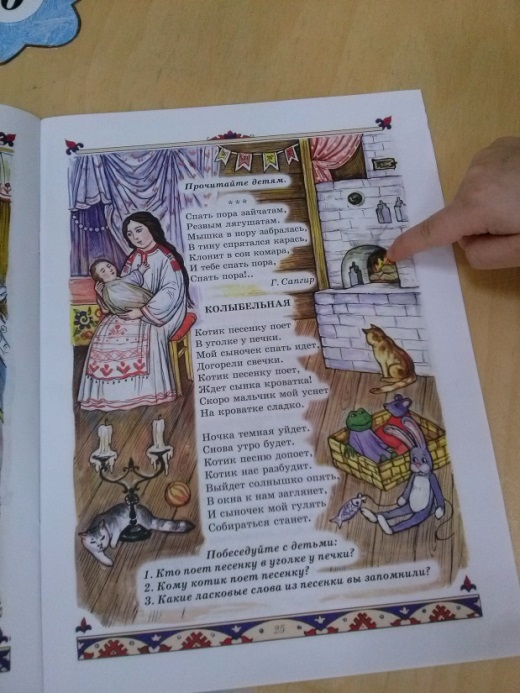 Прочитайте детям.
***
Спать пора зайчатам,
Резвым лягушатам.
Мышка в нору забралась,
В тину спрятался карась,
Клонит в сон комара,
И тебе спать пора,
Спать пора!..
Г. Сапгир
КОЛЫБЕЛЬНАЯ
Котик песенку поет
В уголке у печки.
Мой сыночек спать идет,
Догорели свечки.
Котик песенку поет,
Ждет сынка кроватка!
Скоро мальчик мой уснет
На кроватке сладко.
Ночка темная уйдет.
Снова утро будет.
Котик песню допоет,
Котик нас разбудит.
Выйдет солнышко опять,
В окна к нам заглянет,
И сыночек мой гулять
Собираться станет.
Побеседуйте с детьми:
1. Кто поет песенку в уголке у печки?
2. Кому котик поет песенку?
3. Какие ласковые слова из песенки вы запомнили?
25